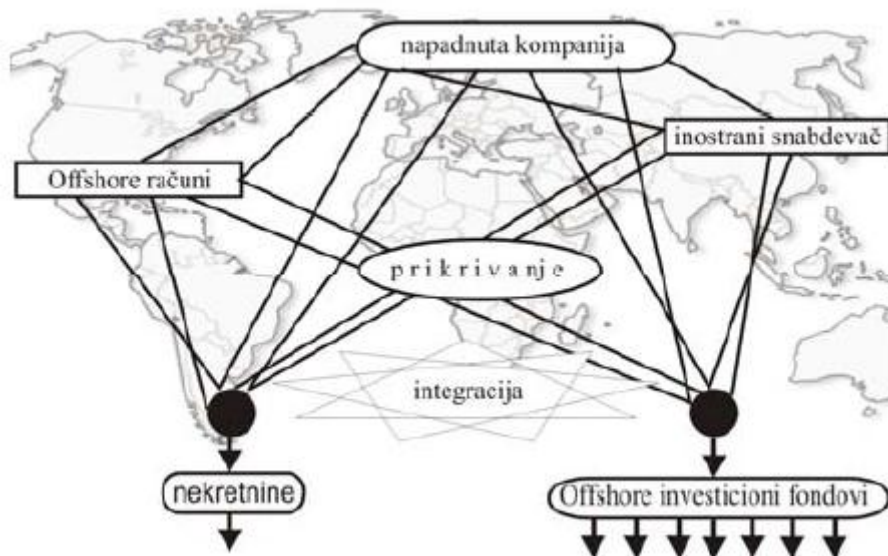 napadnuta kompanija
inostrani snabdevač
Offshore računi
prikrivanje
integracija
nekretnine
Offshore investicioni fondovi